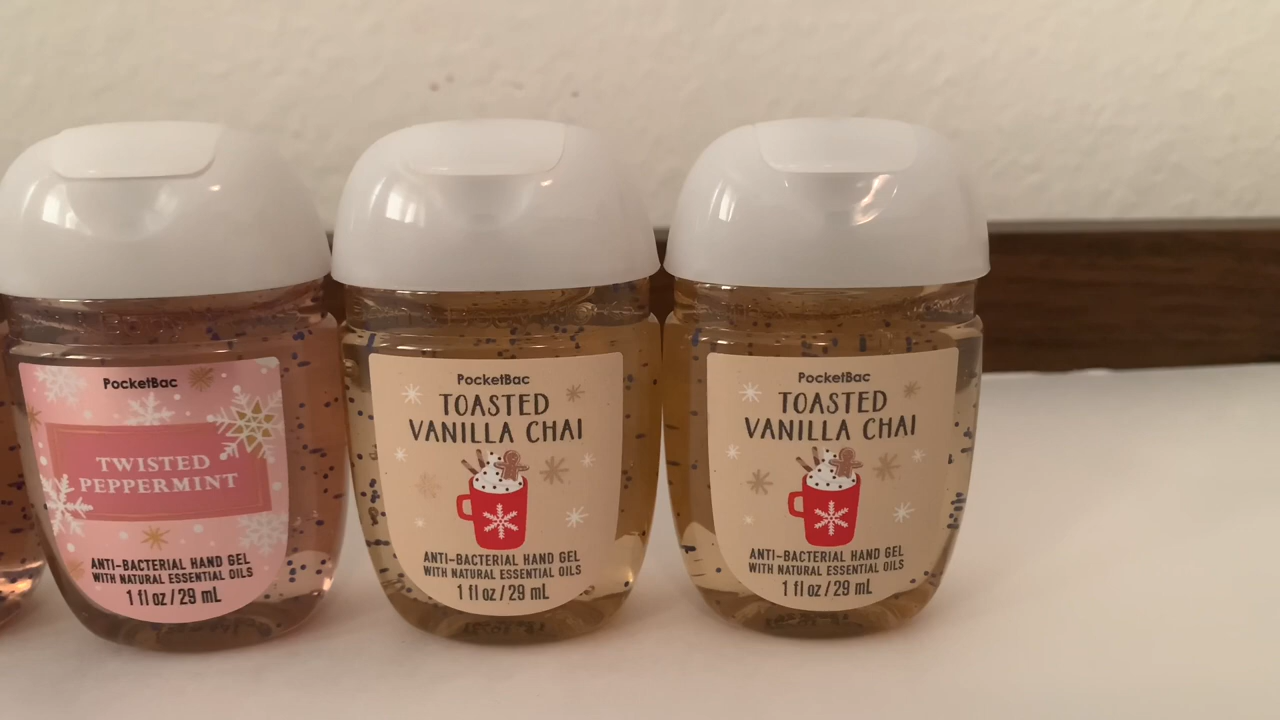 PocketBac
TWISTED
PEPPERMINT
ANTI-BACTERIAL HAND GEL
WITH NATURAL ESSENTIAL OILS
1 fl oz / 29 mL
PocketBac
TOASTED
VANILLA CHAI
ANTI-BACTERIAL HAND GEL
WITH NATURAL ESSENTIAL OILS
1 fl oz / 29 mL
PocketBac
TOASTED
VANILLA CHAI
ANTI-BACTERIAL HAND GEL
WITH NATURAL ESSENTIAL OILS
1 fl oz / 29 mL